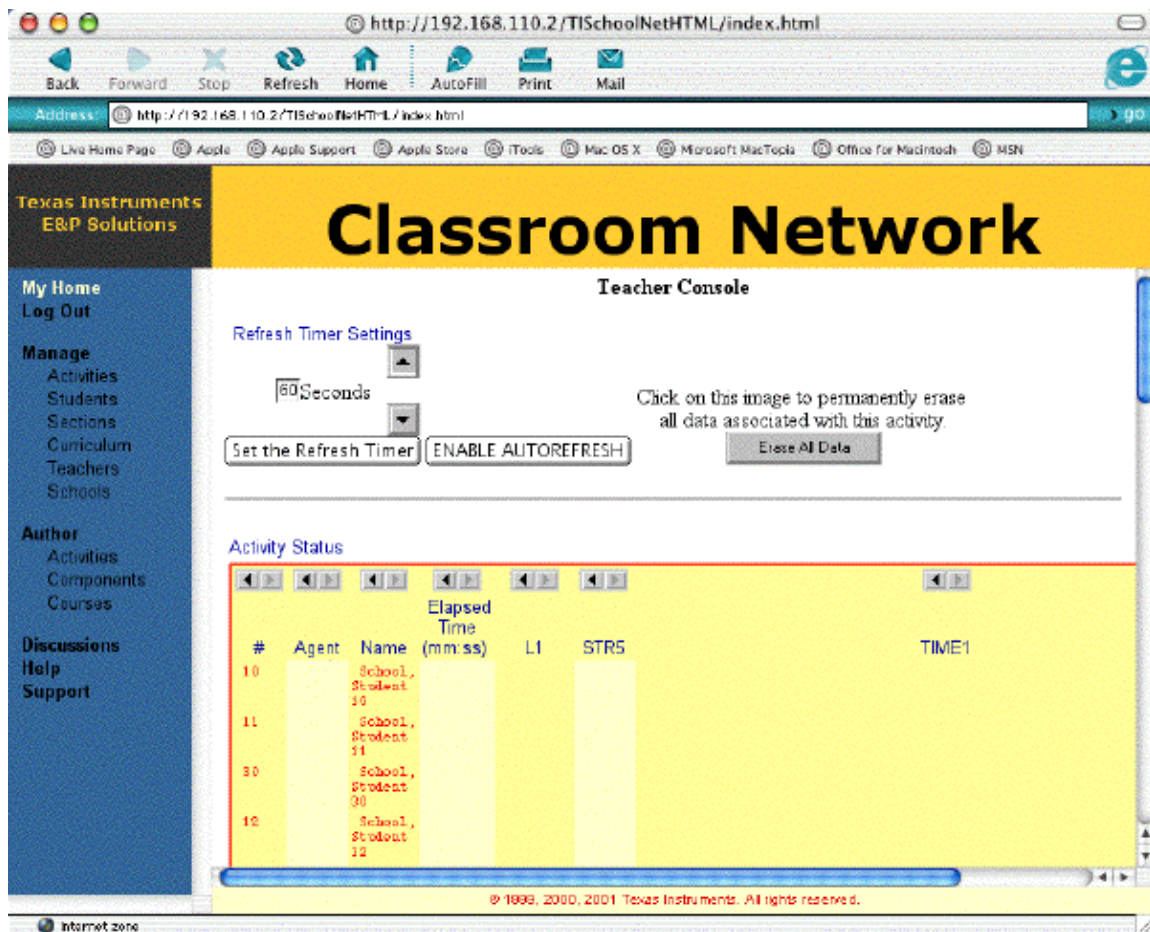 http://192.168.110.2/TISchoolNetHTML/index.html
Back Forward Stop Refresh Home AutoFill Print Mail
Address: http://192.168.110.2/TISchoolNetHTML/index.html go
Live Home Page Apple Apple Support Apple Store iTools Mac OS X Microsoft MacTopia Office for Macintosh MSN
Texas Instruments
E&P Solutions
Classroom Network
My Home
Log Out
Manage
Activities
Students
Sections
Curriculum
Teachers
Schools
Author
Activities
Components
Courses
Discussions
Help
Support
Teacher Console
Refresh Timer Settings
60 Seconds
Set the Refresh Timer ENABLE AUTOREFRESH
Click on this image to permanently erase
all data associated with this activity.
Erase All Data
Activity Status
# Agent Name Elapsed Time (mm:ss) L1 STR5 TIME1
10 School,
Student
10
11 School,
Student
11
30 School,
Student
30
12 School,
Student
12
© 1999, 2000, 2001 Texas Instruments. All rights reserved.
Internet zone